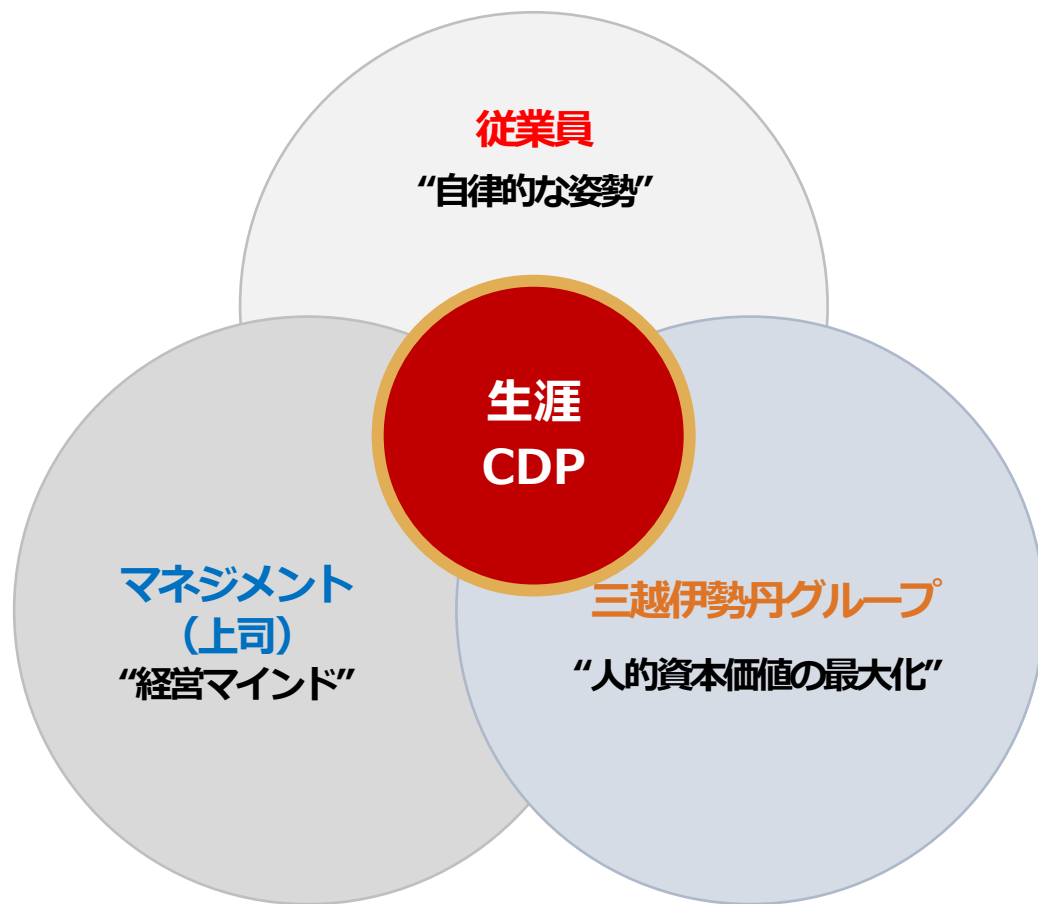 従業員
“自律的な姿勢”
生涯
CDP
マネジメント
（上司）
“経営マインド”
三越伊勢丹グループ
“人的資本価値の最大化”